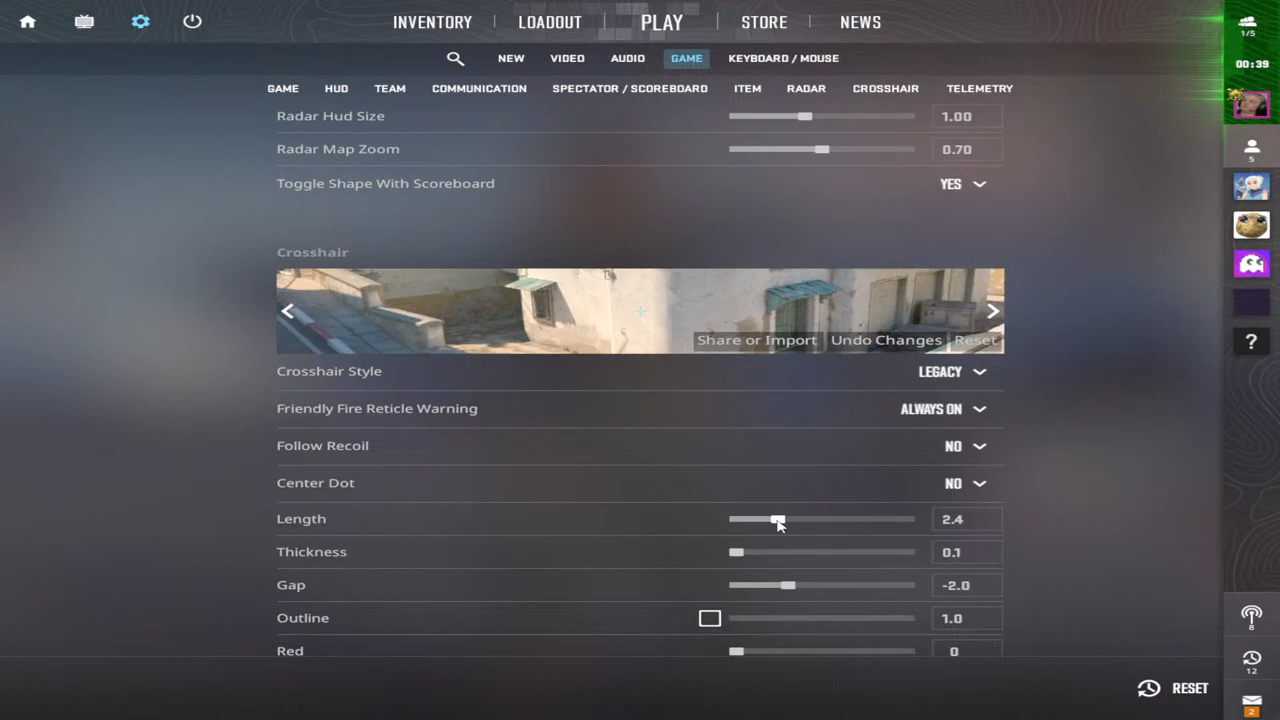 INVENTORY
LOADOUT
PLAY
STORE
NEWS
1/5
NEW
VIDEO
AUDIO
GAME
KEYBOARD / MOUSE
00:39
GAME
HUD
TEAM
COMMUNICATION
SPECTATOR / SCOREBOARD
ITEM
RADAR
CROSSHAIR
TELEMETRY
Radar Hud Size
1.00
Radar Map Zoom
0.70
5
Toggle Shape With Scoreboard
YES
Crosshair
Share or Import
Undo Changes
Reset
?
Crosshair Style
LEGACY
Friendly Fire Reticle Warning
ALWAYS ON
Follow Recoil
NO
Center Dot
NO
Length
2.4
Thickness
0.1
Gap
-2.0
Outline
1.0
8
Red
0
12
RESET
2